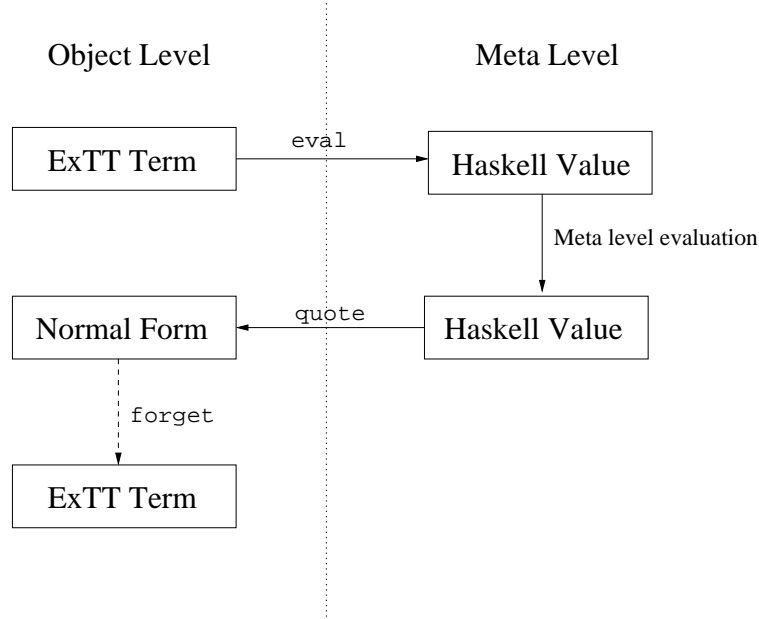 Object Level
Meta Level
eval
ExTT Term
Haskell Value
Meta level evaluation
quote
Normal Form
Haskell Value
forget
ExTT Term